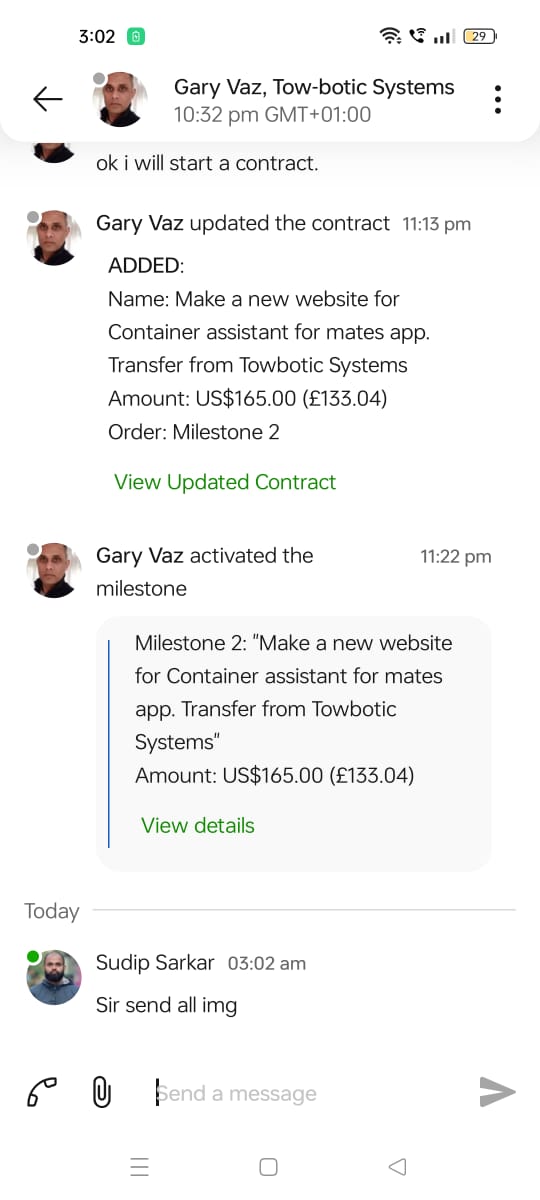 3:02
29
Gary Vaz, Tow-botic Systems
10:32 pm GMT+01:00
ok i will start a contract.
Gary Vaz updated the contract 11:13 pm
ADDED:
Name: Make a new website for
Container assistant for mates app.
Transfer from Towbotic Systems
Amount: US$165.00 (£133.04)
Order: Milestone 2
View Updated Contract
Gary Vaz activated the 11:22 pm
milestone
Milestone 2: "Make a new website
for Container assistant for mates
app. Transfer from Towbotic
Systems"
Amount: US$165.00 (£133.04)
View details
Today
Sudip Sarkar 03:02 am
Sir send all img
Send a message